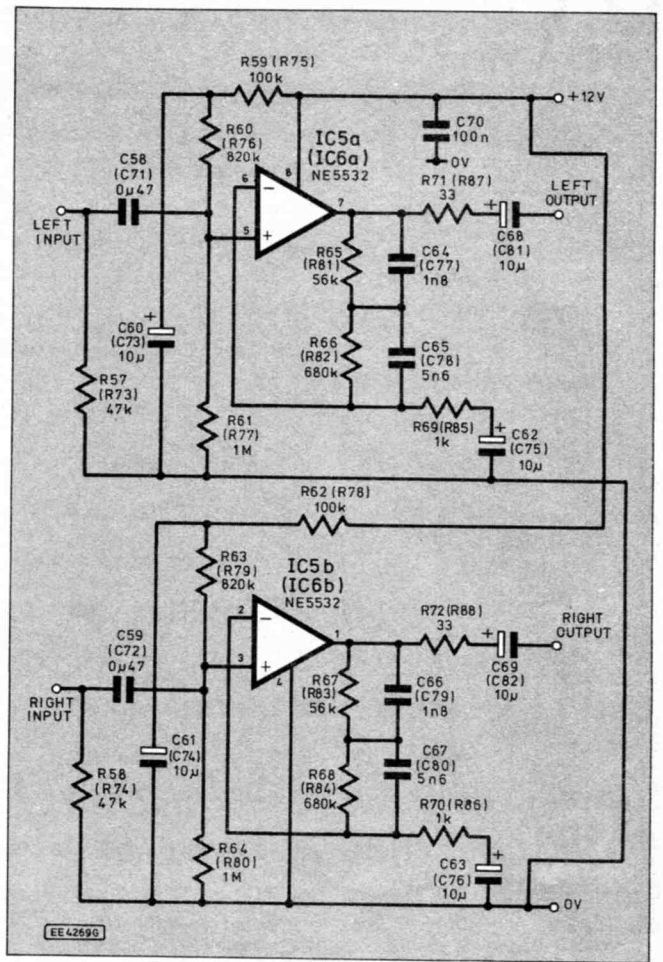 R59 (R75)
100k
+12V
R60
(R76)
820k
IC5a
(IC6a)
NE5532
C70
100n
0V
C58
(C71)
0µ47
R71 (R87)
33
LEFT
OUTPUT
LEFT
INPUT
6
8
7
5
+
−
+
+
C68
(C81)
10µ
R65
(R81)
56k
C64
(C77)
1n8
+
C60
(C73)
10µ
R66
(R82)
680k
C65
(C78)
5n6
R57
(R73)
47k
R61
(R77)
1M
R69(R85)
1k
+
C62
(C75)
10µ
R62 (R78)
100k
R63
(R79)
820k
IC5b
(IC6b)
NE5532
R72 (R88)
33
RIGHT
OUTPUT
C59
(C72)
0µ47
2
−
1
3
+
4
+
C69
(C82)
10µ
RIGHT
INPUT
R67
(R83)
56k
C66
(C79)
1n8
+
C61
(C74)
10µ
R58
(R74)
47k
R68
(R84)
680k
C67
(C80)
5n6
R70 (R86)
1k
R64
(R80)
1M
+
C63
(C76)
10µ
0V
EE4269G